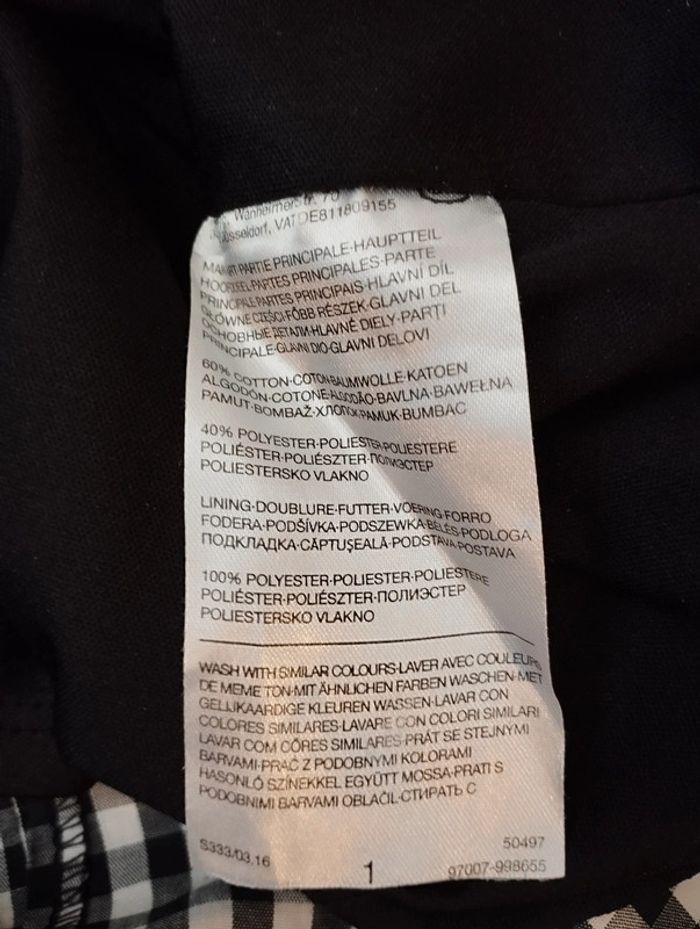 Wanheimerstr. 70
Düsseldorf, VAT DE811809155
PARTIE PRINCIPALE·HAUPTTEIL
PARTES PRINCIPALES·PARTE
PARTES PRINCIPAIS·HLAVNÍ DÍL
GŁÓWNE CZĘŚCI·FŐBB RÉSZEK·GLAVNI DEL
ОСНОВНЫЕ ДЕТАЛИ·HLAVNÉ DIELY·PARTI
PRINCIPALE·GLAVNI DIO·GLAVNI DELOVI
60% COTTON·COTON·BAUMWOLLE·KATOEN
ALGODÓN·COTONE·ALGODÃO·BAVLNA·BAWEŁNA
PAMUT·BOMBAŽ·ХЛОПОК·PAMUK·BUMBAC
40% POLYESTER·POLIESTER·POLIESTERE
POLIÉSTER·POLIÉSZTER·ПОЛИЭСТЕР
POLIESTERSKO VLAKNO
LINING·DOUBLURE·FUTTER·VOERING·FORRO
FODERA·PODŠÍVKA·PODSZEWKA·BÉLÉS·PODLOGA
ПОДКЛАДКА·CĂPTUȘEALĂ·PODSTAVA·POSTAVA
100% POLYESTER·POLIESTER·POLIESTERE
POLIÉSTER·POLIÉSZTER·ПОЛИЭСТЕР
POLIESTERSKO VLAKNO
WASH WITH SIMILAR COLOURS·LAVER AVEC COULEURS
DE MEME TON·MIT ÄHNLICHEN FARBEN WASCHEN·MET
GELIJKAARDIGE KLEUREN WASSEN·LAVAR CON
COLORES SIMILARES·LAVARE CON COLORI SIMILARI
LAVAR COM CÔRES SIMILARES·PRÁT SE STEJNÝMI
BARVAMI·PRAĆ Z PODOBNYMI KOLORAMI
HASONLÓ SZÍNEKKEL EGYÜTT MOSSA·PRATI S
PODOBNIMI BARVAMI OBLAČIL·СТИРАТЬ С
S333/03.16
1
50497
97007-998655